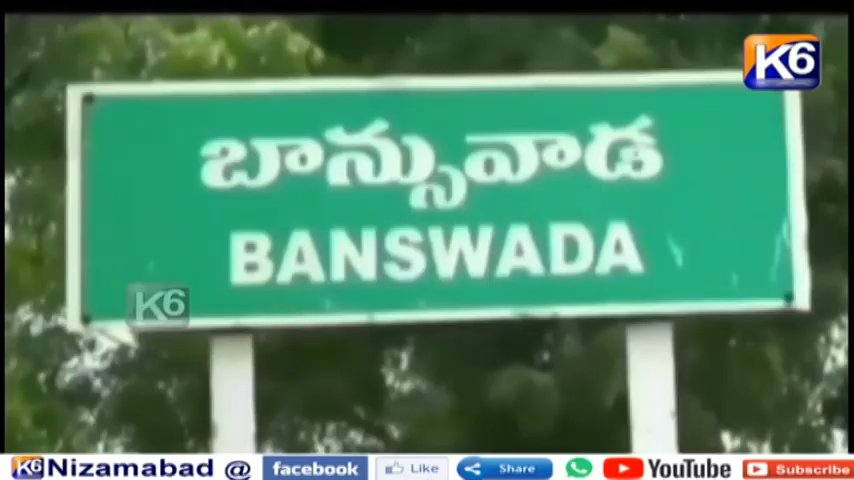 K6
బాన్సువాడ
BANSWADA
K6
K6 Nizamabad @ facebook Like Share YouTube Subscribe